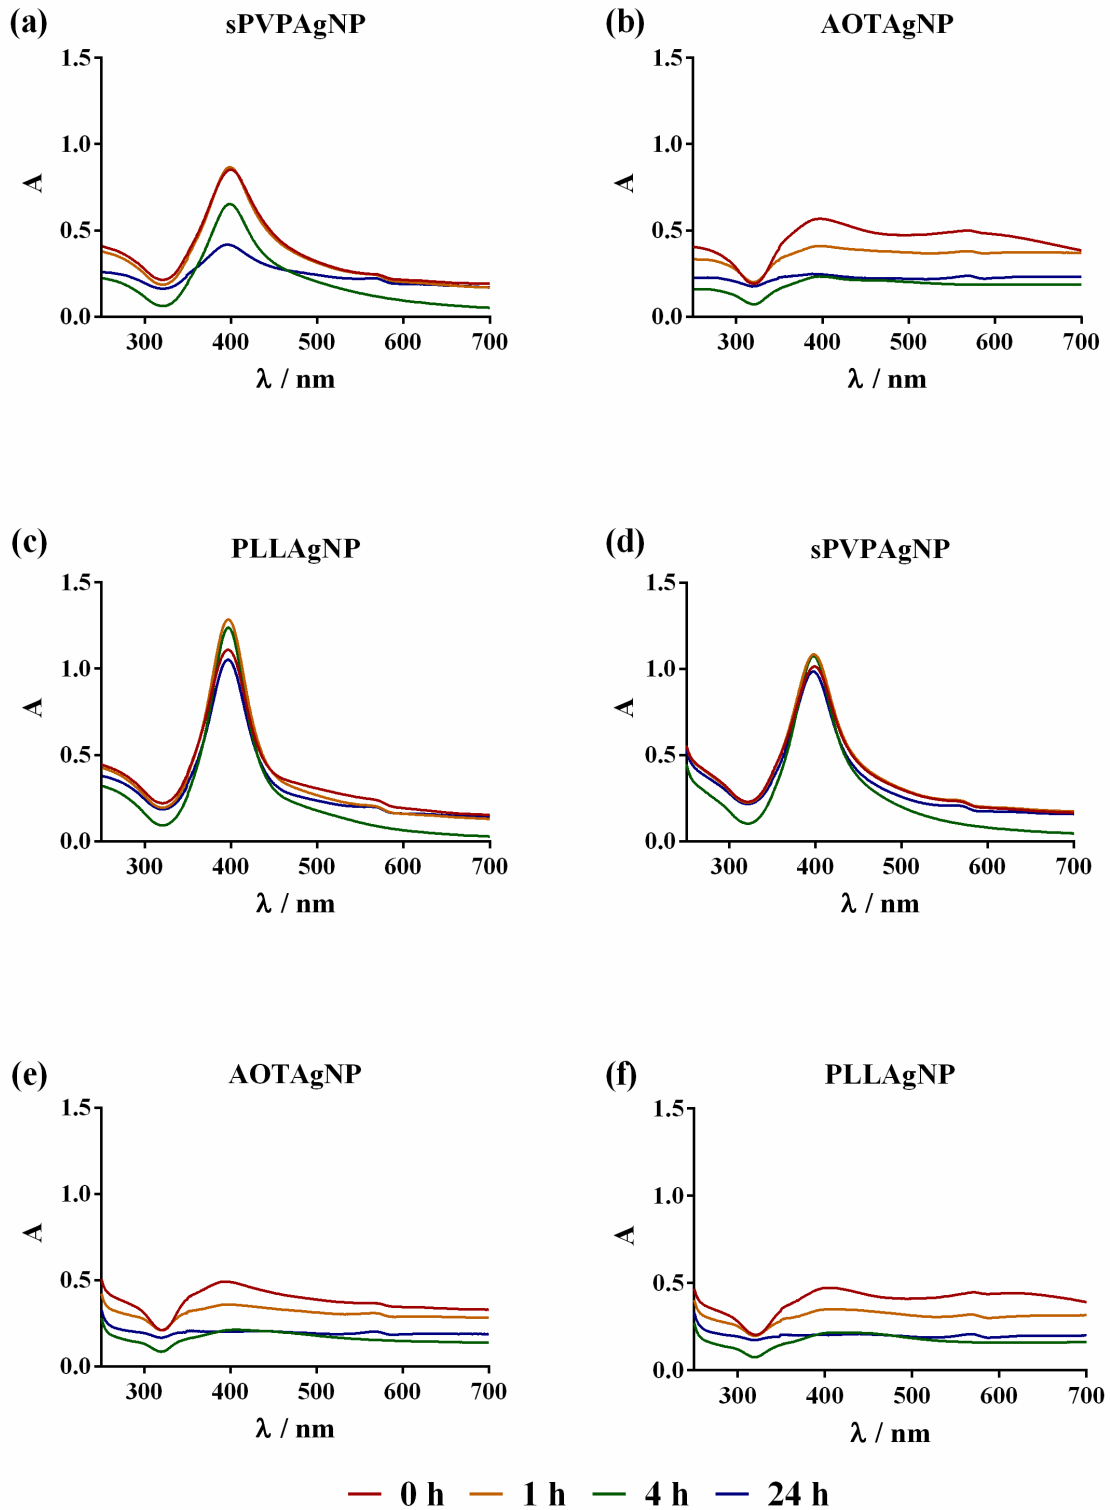 (a) sPVPAgNP
1.5
1.0
0.5
0.0
A
300 400 500 600 700
λ / nm
(b) AOTAgNP
1.5
1.0
0.5
0.0
A
300 400 500 600 700
λ / nm
(c) PLLAgNP
1.5
1.0
0.5
0.0
A
300 400 500 600 700
λ / nm
(d) sPVPAgNP
1.5
1.0
0.5
0.0
A
300 400 500 600 700
λ / nm
(e) AOTAgNP
1.5
1.0
0.5
0.0
A
300 400 500 600 700
λ / nm
(f) PLLAgNP
1.5
1.0
0.5
0.0
A
300 400 500 600 700
λ / nm
0 h 1 h 4 h 24 h